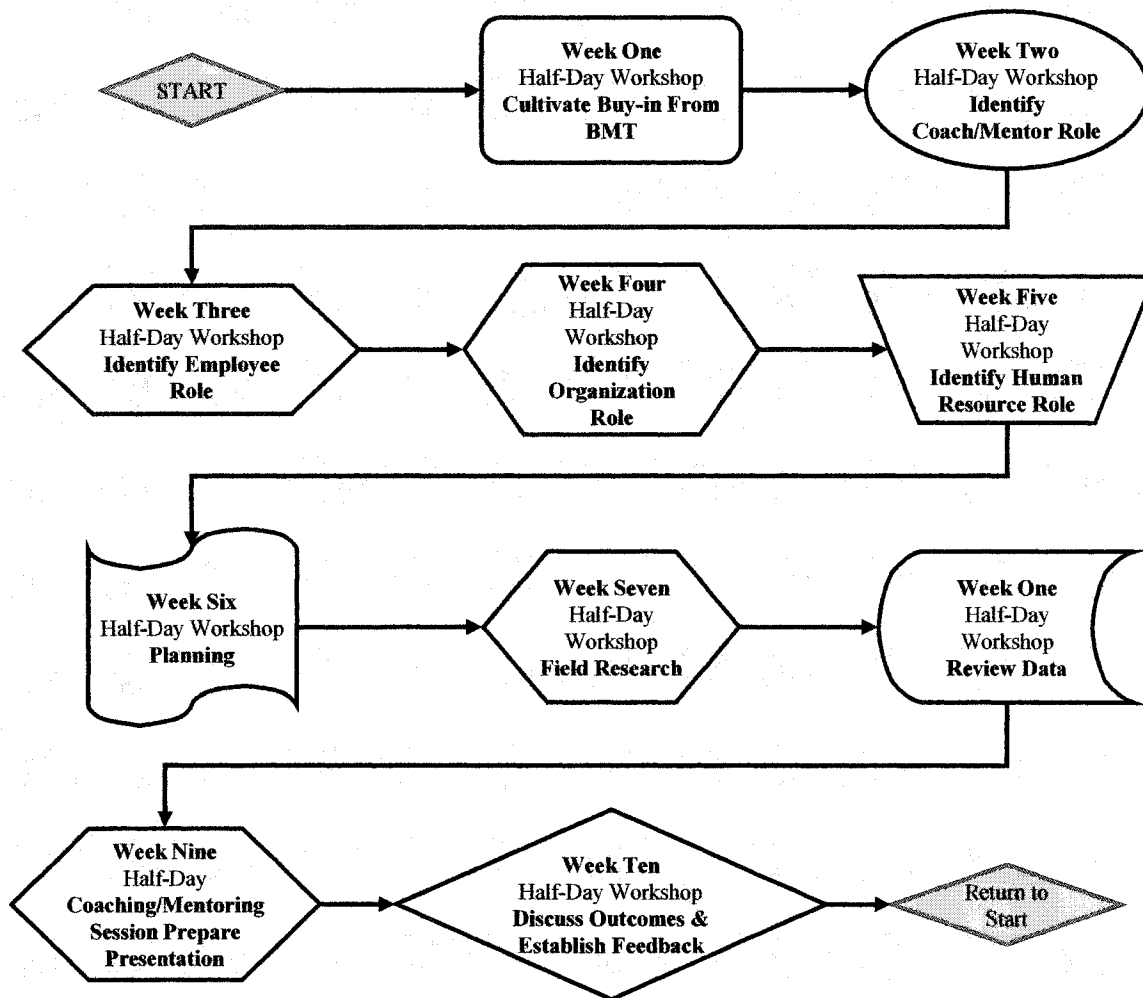 START
Week One
Half-Day Workshop
Cultivate Buy-in From
BMT
Week Two
Half-Day Workshop
Identify
Coach/Mentor Role
Week Three
Half-Day Workshop
Identify Employee
Role
Week Four
Half-Day
Workshop
Identify
Organization
Role
Week Five
Half-Day
Workshop
Identify Human
Resource Role
Week Six
Half-Day Workshop
Planning
Week Seven
Half-Day
Workshop
Field Research
Week One
Half-Day
Workshop
Review Data
Week Nine
Half-Day
Coaching/Mentoring
Session Prepare
Presentation
Week Ten
Half-Day Workshop
Discuss Outcomes &
Establish Feedback
Return to
Start